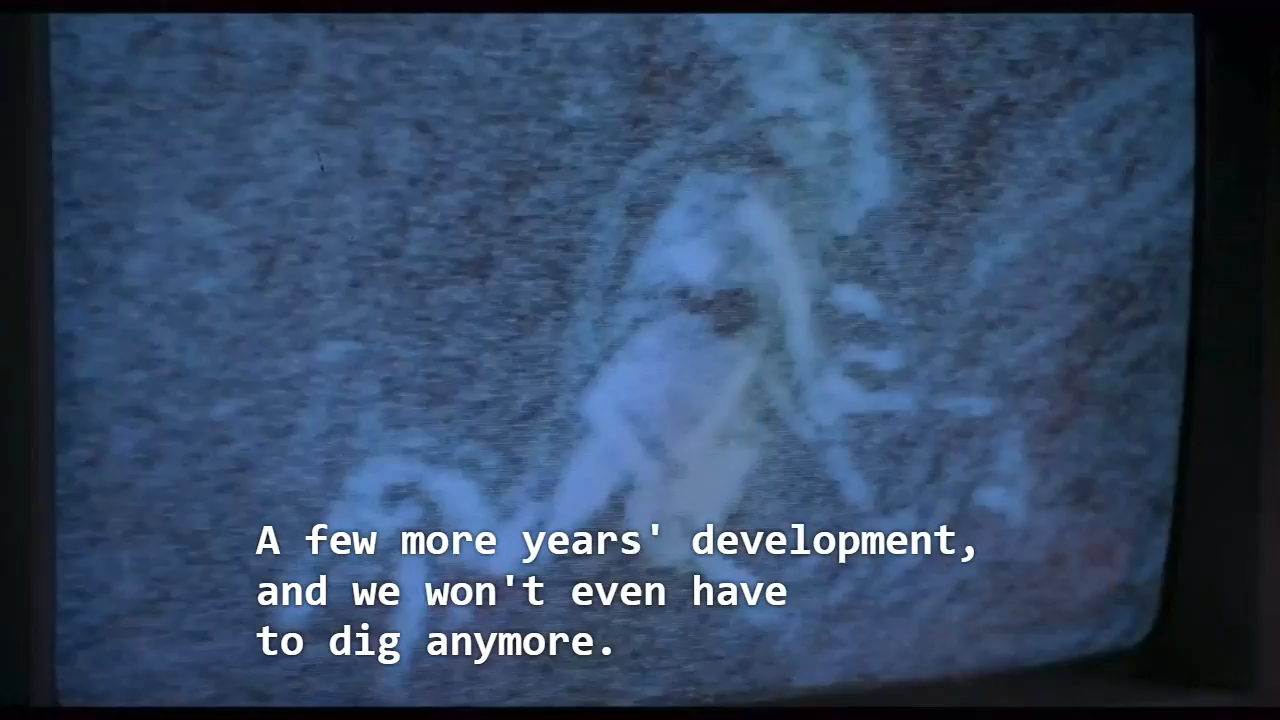 A few more years' development,
and we won't even have
to dig anymore.